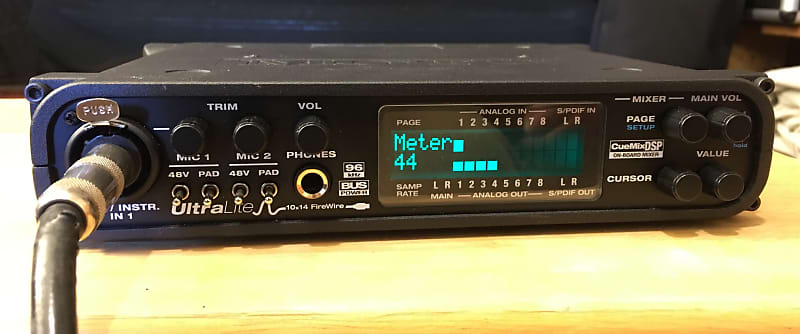 PUSH
TRIM
VOL
MIC 1
MIC 2
PHONES
48V PAD 48V PAD
/ INSTR.
IN 1
UltraLite
10x14 FireWire
96
kHz
BUS
POWER
PAGE
ANALOG IN
S/PDIF IN
1 2 3 4 5 6 7 8 L R
Meter
44
SAMP
RATE
L R 1 2 3 4 5 6 7 8 L R
MAIN
ANALOG OUT
S/PDIF OUT
MIXER
MAIN VOL
PAGE
SETUP
hold
CueMixDSP
ON-BOARD MIXER
VALUE
CURSOR